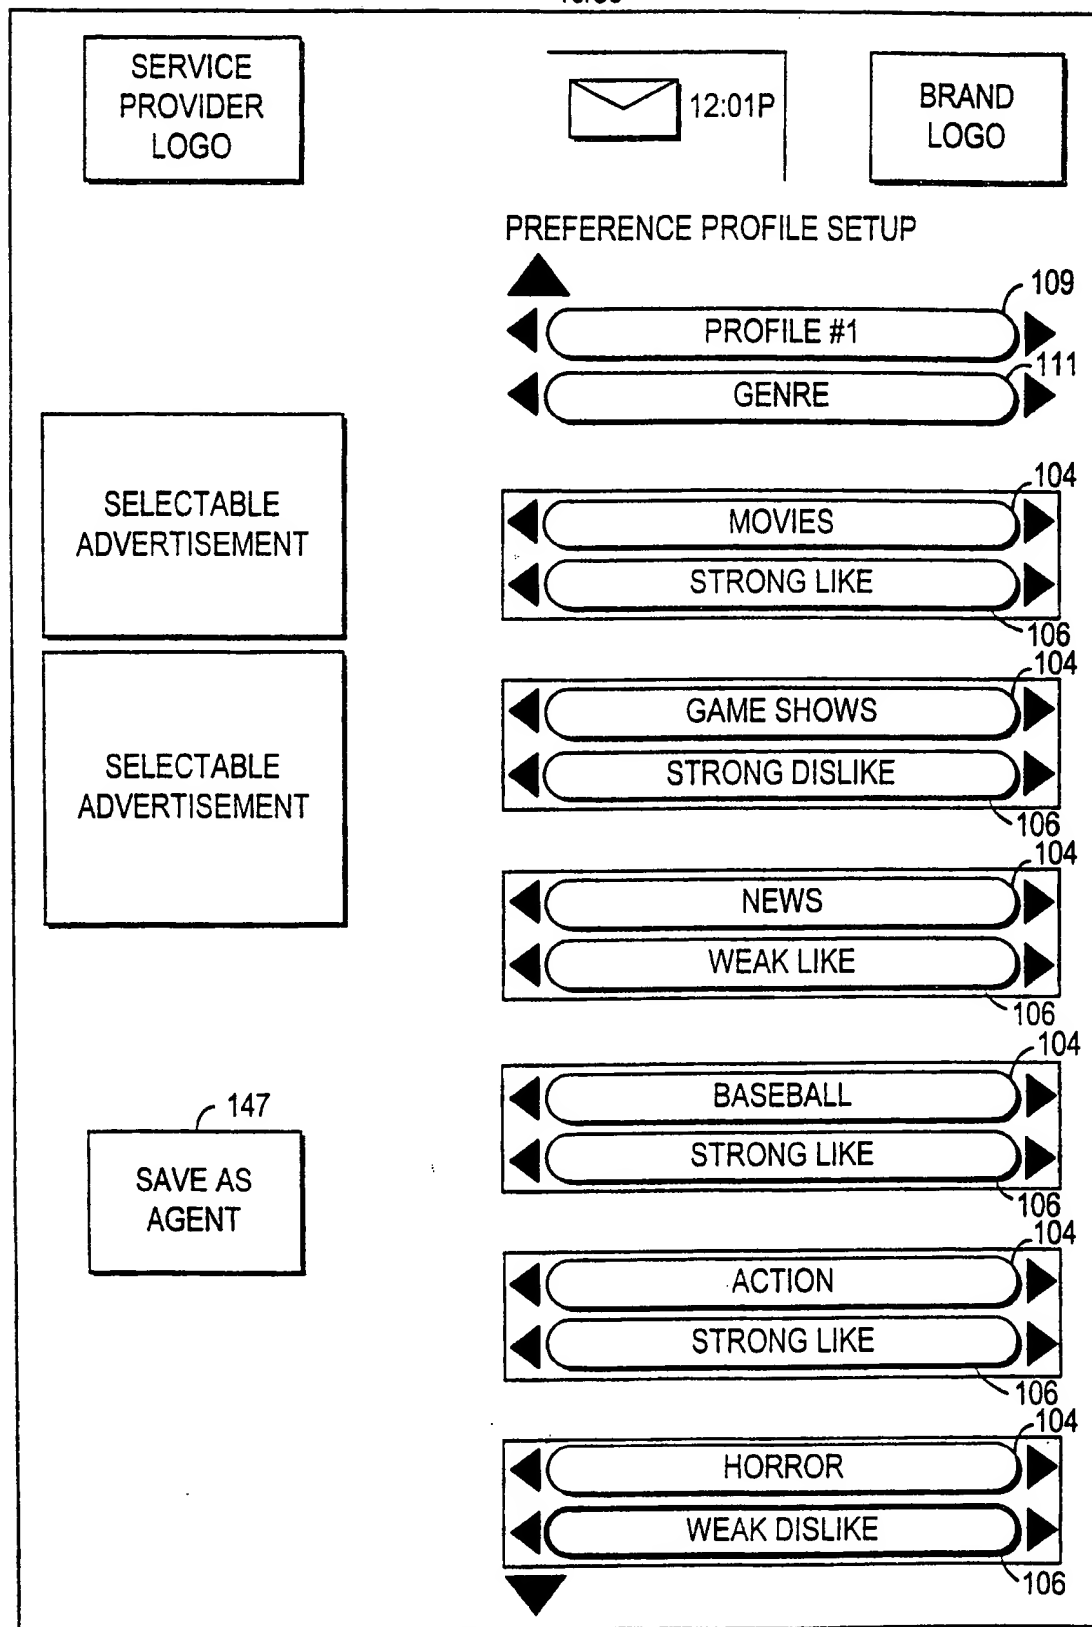 SERVICE
PROVIDER
LOGO
12:01P
BRAND
LOGO
PREFERENCE PROFILE SETUP
109
PROFILE #1
111
GENRE
SELECTABLE
ADVERTISEMENT
104
MOVIES
STRONG LIKE
106
SELECTABLE
ADVERTISEMENT
104
GAME SHOWS
STRONG DISLIKE
106
104
NEWS
WEAK LIKE
106
104
BASEBALL
STRONG LIKE
106
147
SAVE AS
AGENT
104
ACTION
STRONG LIKE
106
104
HORROR
WEAK DISLIKE
106